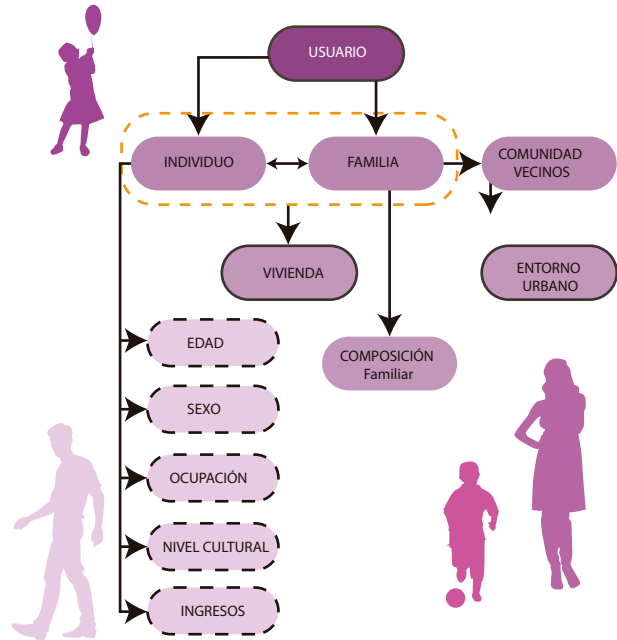 USUARIO
INDIVIDUO
FAMILIA
COMUNIDAD
VECINOS
VIVIENDA
ENTORNO
URBANO
EDAD
COMPOSICIÓN
Familiar
SEXO
OCUPACIÓN
NIVEL CULTURAL
INGRESOS